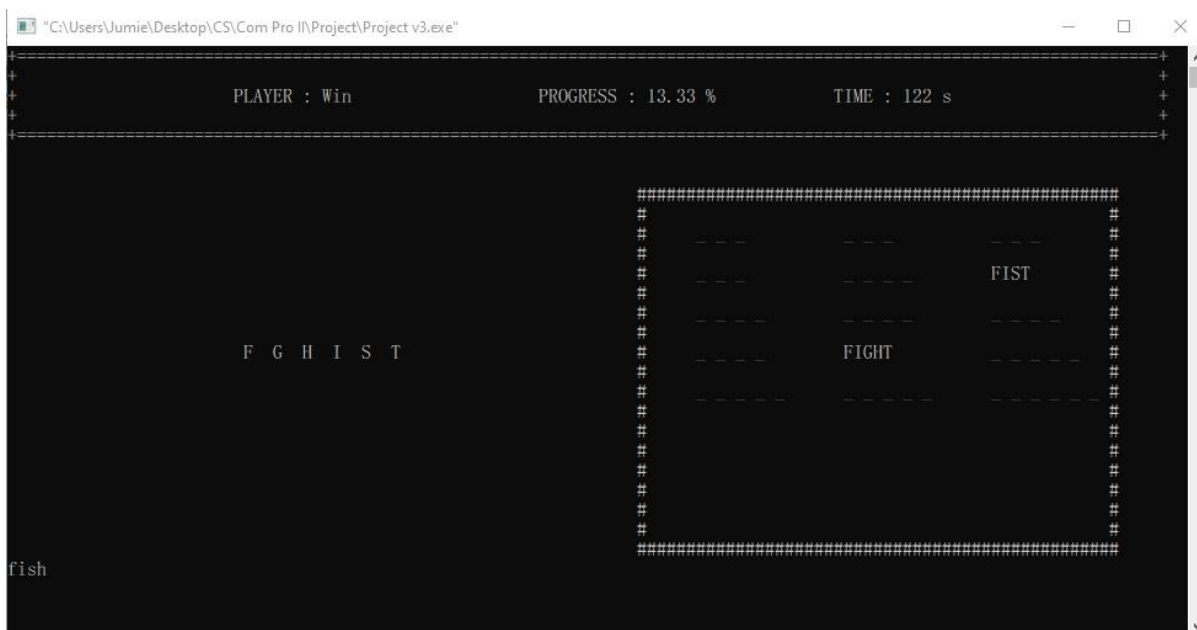 "C:\Users\Jumie\Desktop\CS\Com Pro II\Project\Project v3.exe"
+====================================================================================================================+
+ +
+ PLAYER : Win PROGRESS : 13.33 % TIME : 122 s +
+ +
+====================================================================================================================+
#################################################
# #
# _ _ _ _ _ _ _ _ _ #
# #
# _ _ _ _ _ _ _ FIST #
# #
# _ _ _ _ _ _ _ _ _ _ _ _ #
# #
F G H I S T # _ _ _ _ FIGHT _ _ _ _ _ #
# #
# _ _ _ _ _ _ _ _ _ _ _ _ _ _ _ _ #
# #
# #
# #
# #
# #
# #
# #
#################################################
fish